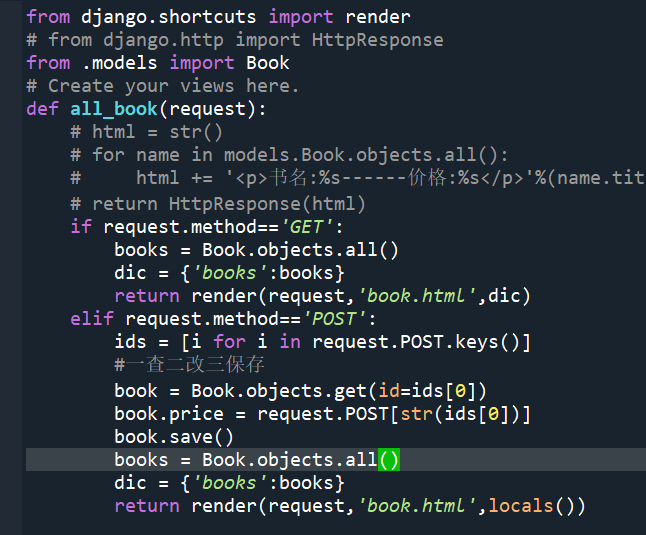 from django.shortcuts import render
# from django.http import HttpResponse
from .models import Book
# Create your views here.
def all_book(request):
    # html = str()
    # for name in models.Book.objects.all():
    #     html += '<p>书名:%s------价格:%s</p>'%(name.tit
    # return HttpResponse(html)
    if request.method=='GET':
        books = Book.objects.all()
        dic = {'books':books}
        return render(request,'book.html',dic)
    elif request.method=='POST':
        ids = [i for i in request.POST.keys()]
        #一查二改三保存
        book = Book.objects.get(id=ids[0])
        book.price = request.POST[str(ids[0])]
        book.save()
        books = Book.objects.all()
        dic = {'books':books}
        return render(request,'book.html',locals())